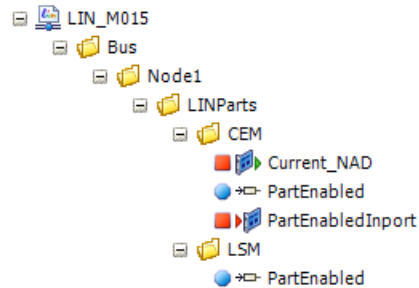 LIN_M015
Bus
Node1
LINParts
CEM
Current_NAD
PartEnabled
PartEnabledInport
LSM
PartEnabled